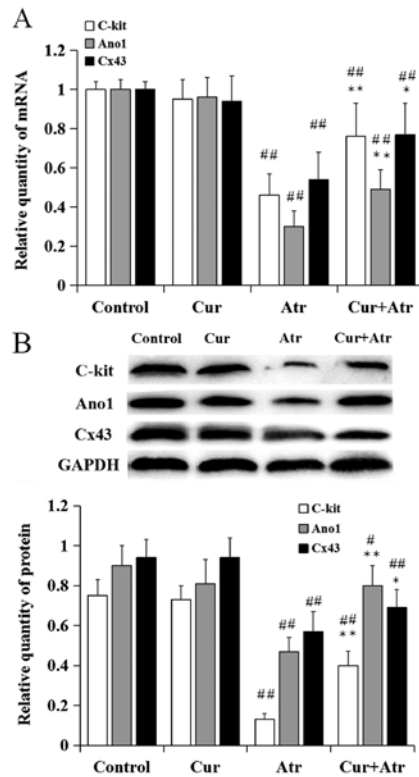 A
C-kit
Ano1
Cx43
Relative quantity of mRNA
1.2
1
0.8
0.6
0.4
0.2
0
##
##
##
##
**
##
**
##
*
Control Cur Atr Cur+Atr
B
Control Cur Atr Cur+Atr
C-kit
Ano1
Cx43
GAPDH
C-kit
Ano1
Cx43
Relative quantity of protein
1.2
1
0.8
0.6
0.4
0.2
0
##
##
##
##
**
#
**
##
*
Control Cur Atr Cur+Atr